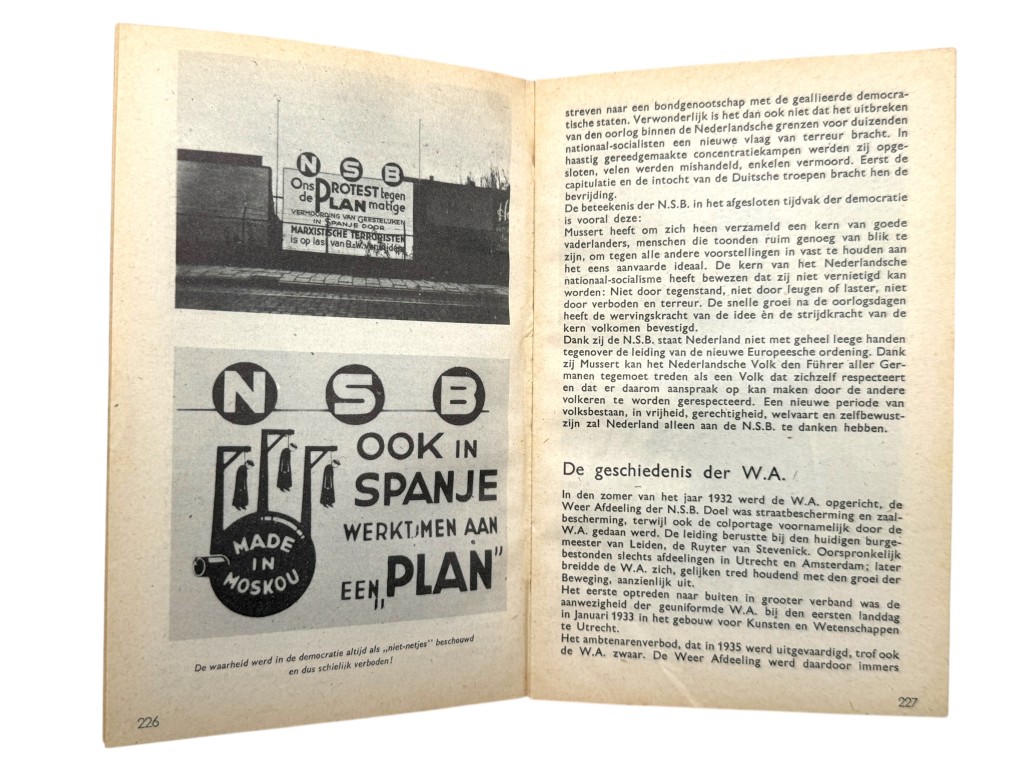 N S B
Ons PROTEST tegen
de PLAN matige
VERMOORDING VAN GEESTELIJKEN
IN SPANJE DOOR
MARXISTISCHE TERRORISTEN
is op last van B. & W.
N S B
OOK IN
SPANJE
WERKT MEN AAN
EEN „PLAN”
MADE
IN
MOSKOU
De waarheid werd in de democratie altijd als „niet-netjes” beschouwd
en dus schielijk verboden!
226
streven naar een bondgenootschap met de geallieerde democra-
tische staten. Verwonderlijk is het dan ook niet dat het uitbreken
van den oorlog binnen de Nederlandsche grenzen voor duizenden
nationaal-socialisten een nieuwe vlaag van terreur bracht. In
haastig gereedgemaakte concentratiekampen werden zij opge-
sloten, velen werden mishandeld, enkelen vermoord. Eerst de
capitulatie en de intocht van de Duitsche troepen bracht hen de
bevrijding.
De beteekenis der N.S.B. in het afgesloten tijdvak der democratie
is vooral deze:
Mussert heeft om zich heen verzameld een kern van goede
vaderlanders, menschen die toonden ruim genoeg van blik te
zijn, om tegen alle andere voorstellingen in vast te houden aan
het eens aanvaarde ideaal. De kern van het Nederlandsche
nationaal-socialisme heeft bewezen dat zij niet vernietigd kan
worden: Niet door tegenstand, niet door leugen of laster, niet
door verboden en terreur. De snelle groei na de oorlogsdagen
heeft de wervingskracht van de idee èn de strijdkracht van de
kern volkomen bevestigd.
Dank zij de N.S.B. staat Nederland niet met geheel leege handen
tegenover de leiding van de nieuwe Europeesche ordening. Dank
zij Mussert kan het Nederlandsche Volk den Führer aller Ger-
manen tegemoet treden als een Volk dat zichzelf respecteert
en dat er daarom aanspraak op kan maken door de andere
volkeren te worden gerespecteerd. Een nieuwe periode van
volksbestaan, in vrijheid, gerechtigheid, welvaart en zelfbewust-
zijn zal Nederland alleen aan de N.S.B. te danken hebben.
De geschiedenis der W.A.
In den zomer van het jaar 1932 werd de W.A. opgericht, de
Weer Afdeeling der N.S.B. Doel was straatbescherming en zaal-
bescherming, terwijl ook de colportage voornamelijk door de
W.A. gedaan werd. De leiding berustte bij den huidigen burge-
meester van Leiden, de Ruyter van Stevenick. Oorspronkelijk
bestonden slechts afdeelingen in Utrecht en Amsterdam; later
breidde de W.A. zich, gelijken tred houdend met den groei der
Beweging, aanzienlijk uit.
Het eerste optreden naar buiten in grooter verband was de
aanwezigheid der geuniformde W.A. bij den eersten landdag
in Januari 1933 in het gebouw voor Kunsten en Wetenschappen
te Utrecht.
Het ambtenarenverbod, dat in 1935 werd uitgevaardigd, trof ook
de W.A. zwaar. De Weer Afdeeling werd daardoor immers
227